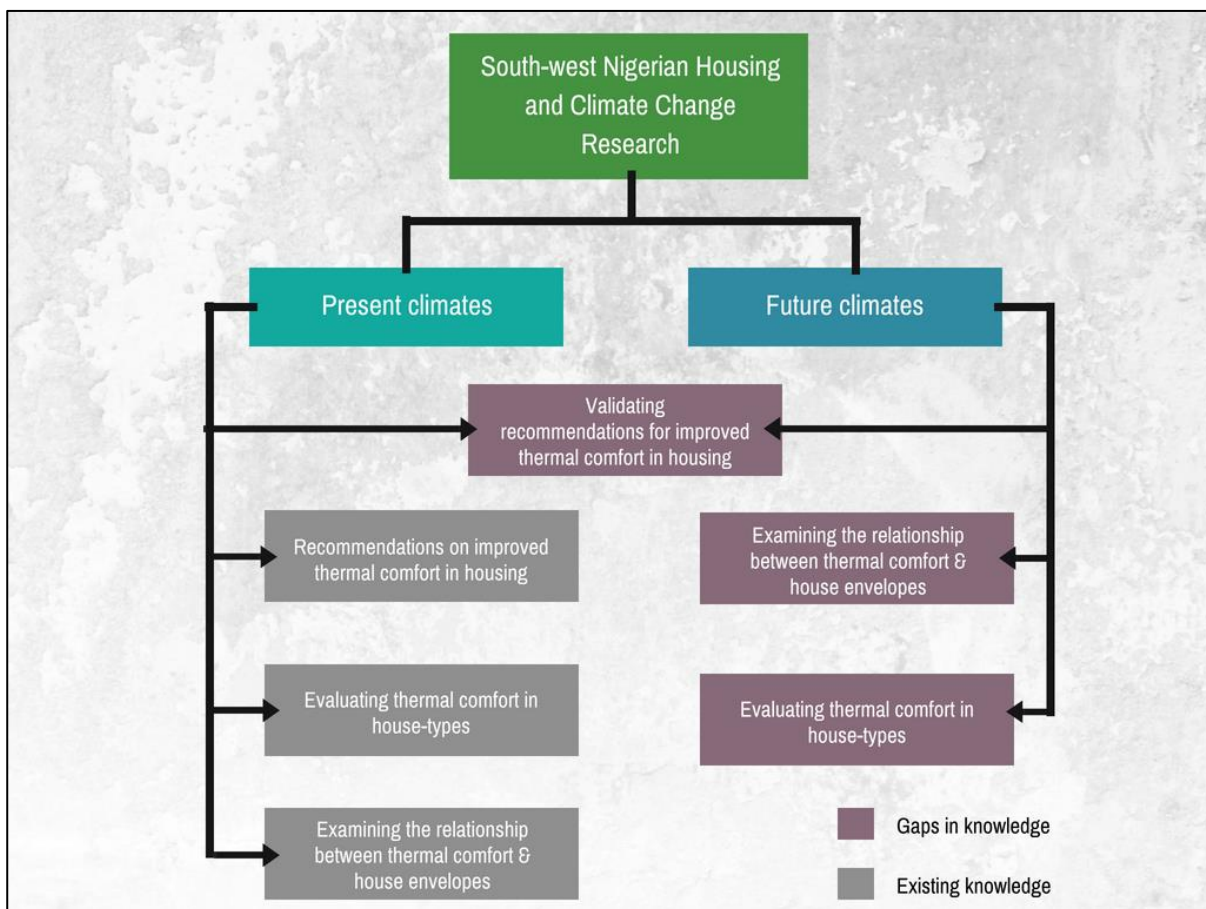 South-west Nigerian Housing
and Climate Change
Research
Present climates
Future climates
Validating
recommendations for improved
thermal comfort in housing
Recommendations on improved
thermal comfort in housing
Examining the relationship
between thermal comfort &
house envelopes
Evaluating thermal comfort in
house-types
Evaluating thermal comfort in
house-types
Examining the relationship
between thermal comfort &
house envelopes
Gaps in knowledge
Existing knowledge